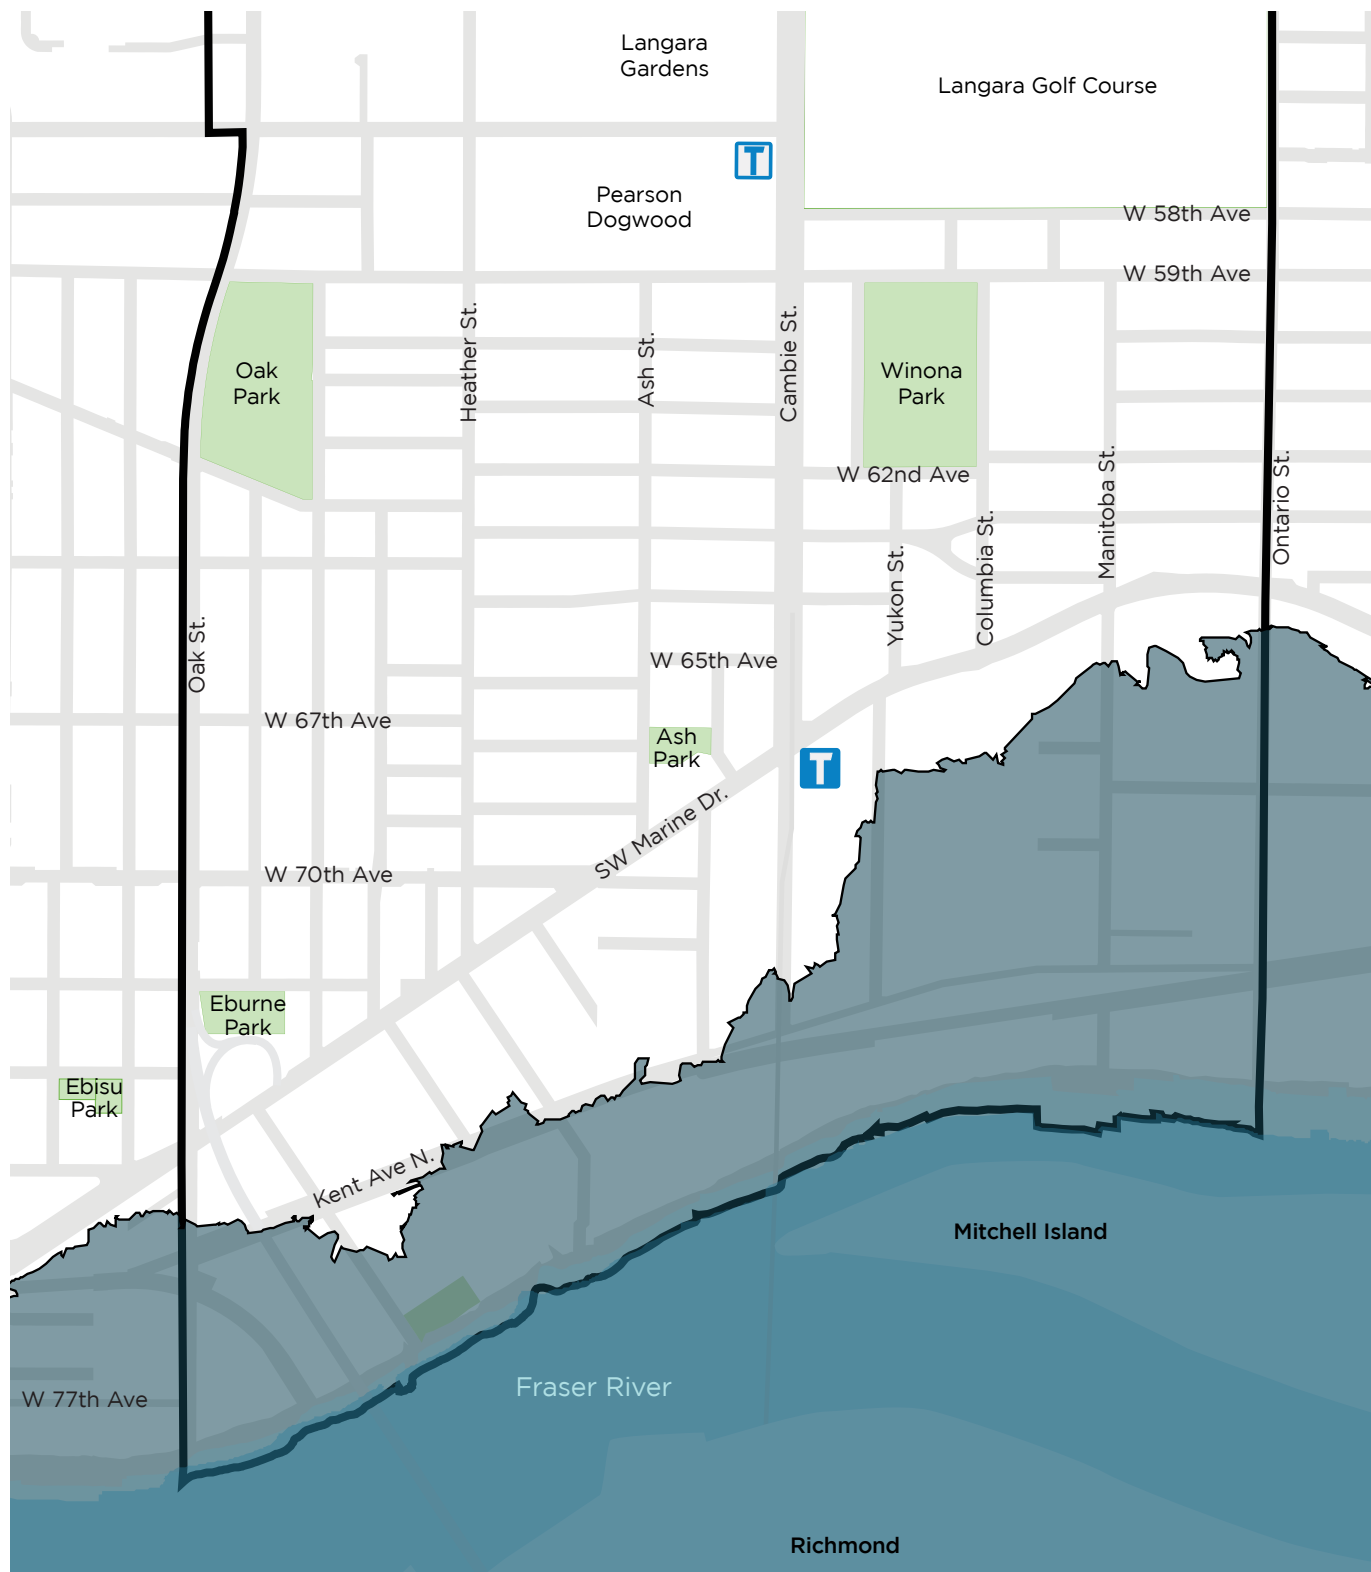 Langara
Gardens
Langara Golf Course
T
Pearson
Dogwood
W 58th Ave
W 59th Ave
Heather St.
Ash St.
Cambie St.
Oak
Park
Winona
Park
W 62nd Ave
Manitoba St.
Ontario St.
Columbia St.
Yukon St.
Oak St.
W 65th Ave
W 67th Ave
Ash
Park
T
SW Marine Dr.
W 70th Ave
Eburne
Park
Ebisu
Park
Kent Ave N.
Mitchell Island
Fraser River
W 77th Ave
Richmond